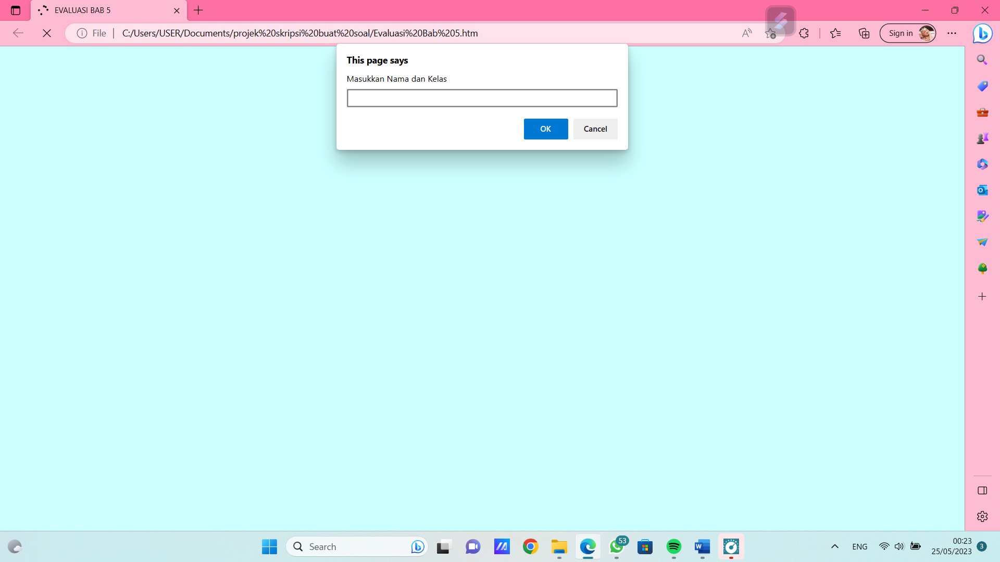 EVALUASI BAB 5
File
C:/Users/USER/Documents/projek%20skripsi%20buat%20soal/Evaluasi%20Bab%205.htm
Sign in
This page says
Masukkan Nama dan Kelas
OK
Cancel
Search
53
ENG
00:23
25/05/2023
3